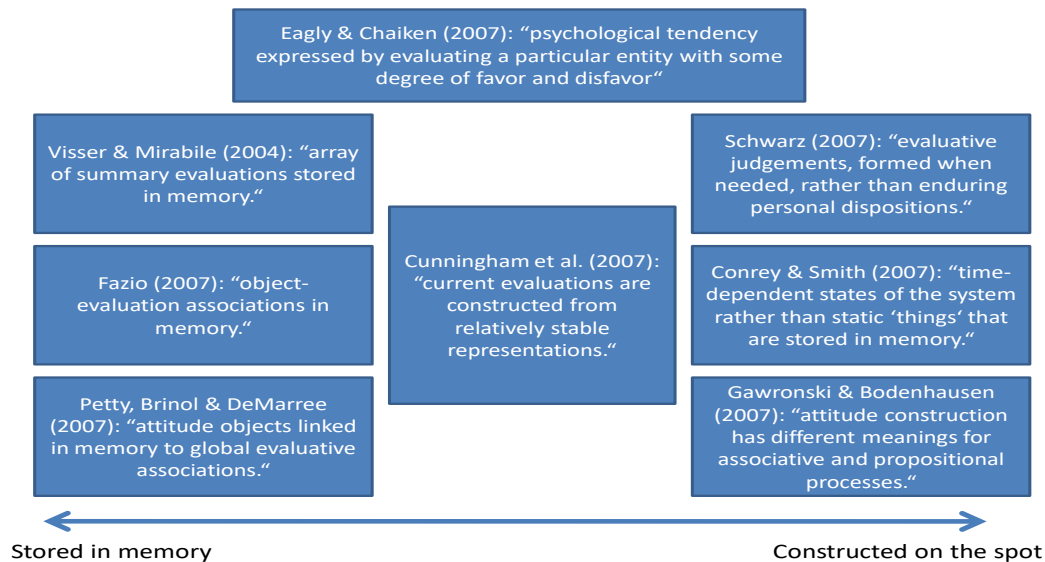 Eagly & Chaiken (2007): “psychological tendency
expressed by evaluating a particular entity with some
degree of favor and disfavor“
Visser & Mirabile (2004): “array
of summary evaluations stored
in memory.“
Fazio (2007): “object-
evaluation associations in
memory.“
Petty, Brinol & DeMarree
(2007): “attitude objects linked
in memory to global evaluative
associations.“
Cunningham et al. (2007):
“current evaluations are
constructed from
relatively stable
representations.“
Schwarz (2007): “evaluative
judgements, formed when
needed, rather than enduring
personal dispositions.“
Conrey & Smith (2007): “time-
dependent states of the system
rather than static ‘things‘ that
are stored in memory.“
Gawronski & Bodenhausen
(2007): “attitude construction
has different meanings for
associative and propositional
processes.“
Stored in memory
Constructed on the spot